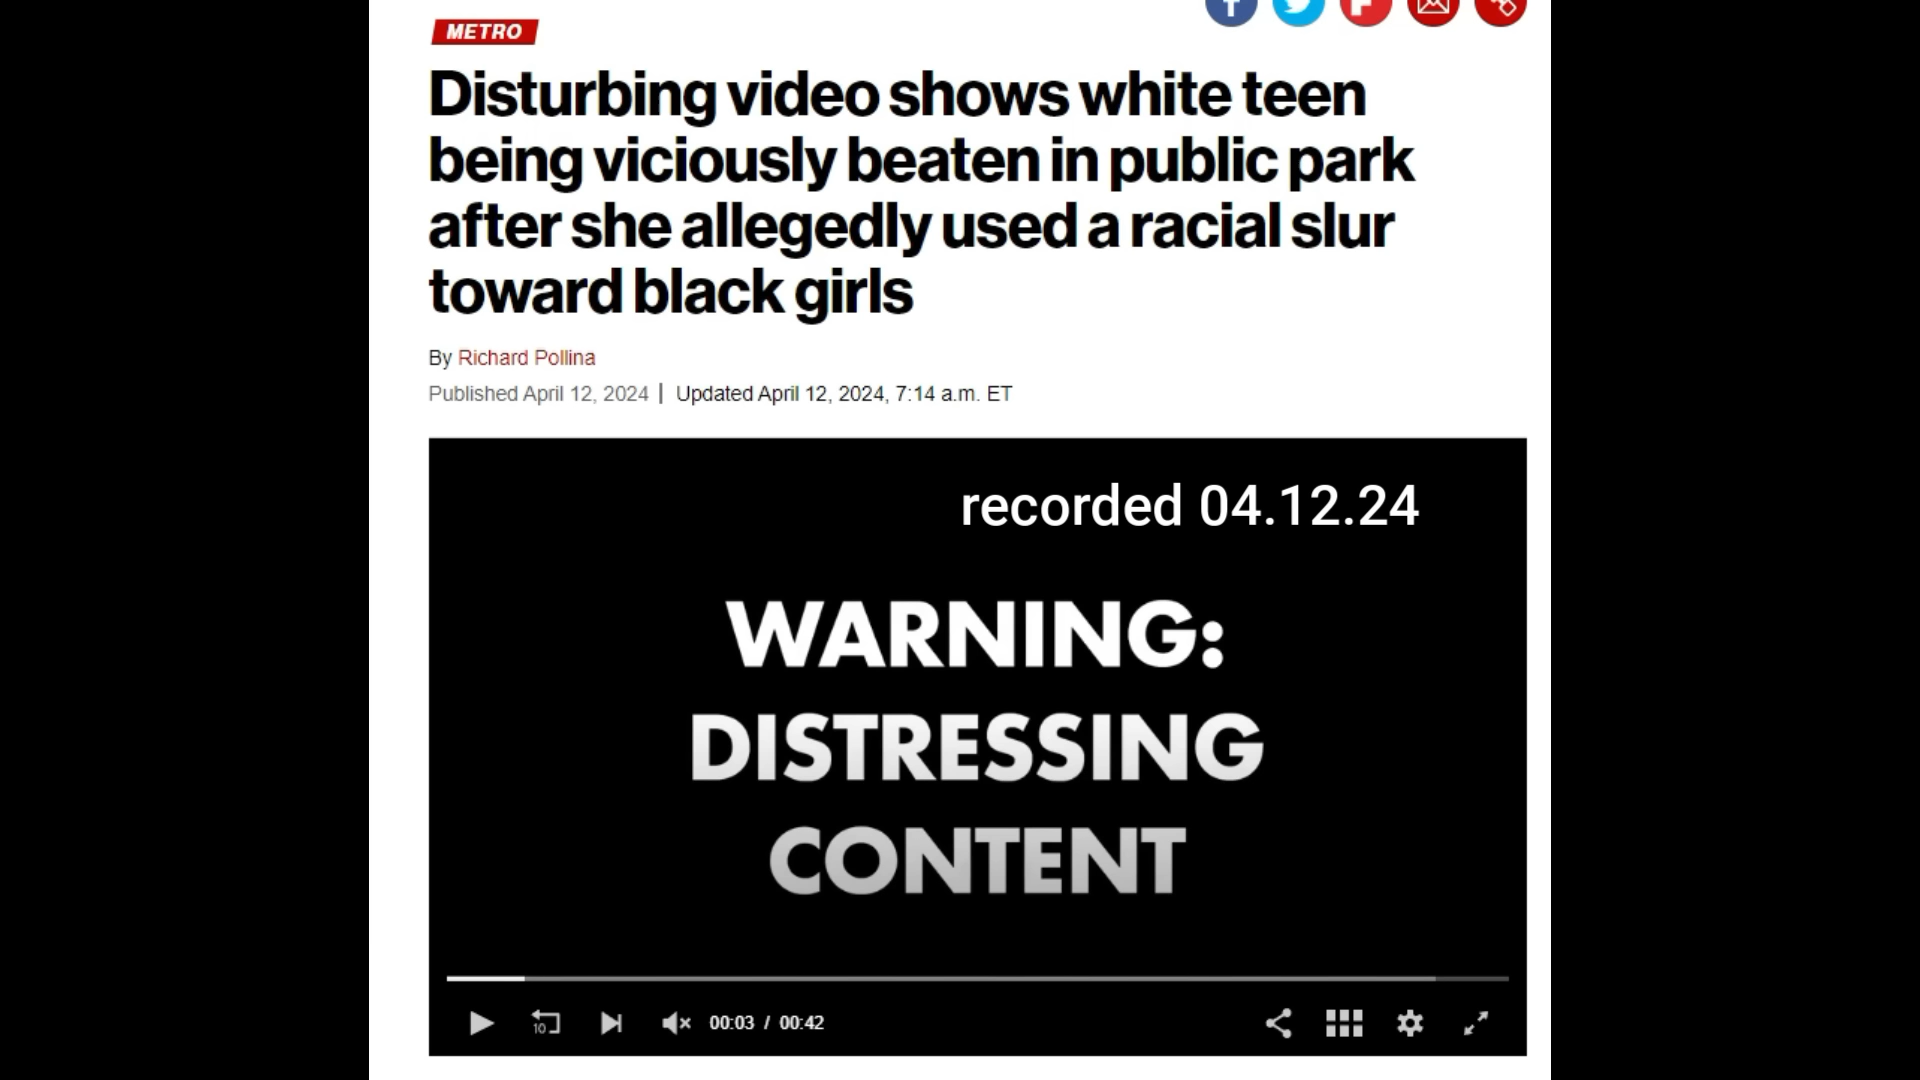 METRO
Disturbing video shows white teen
being viciously beaten in public park
after she allegedly used a racial slur
toward black girls
By Richard Pollina
Published April 12, 2024 | Updated April 12, 2024, 7:14 a.m. ET
recorded 04.12.24
WARNING:
DISTRESSING
CONTENT
10
00:03 / 00:42